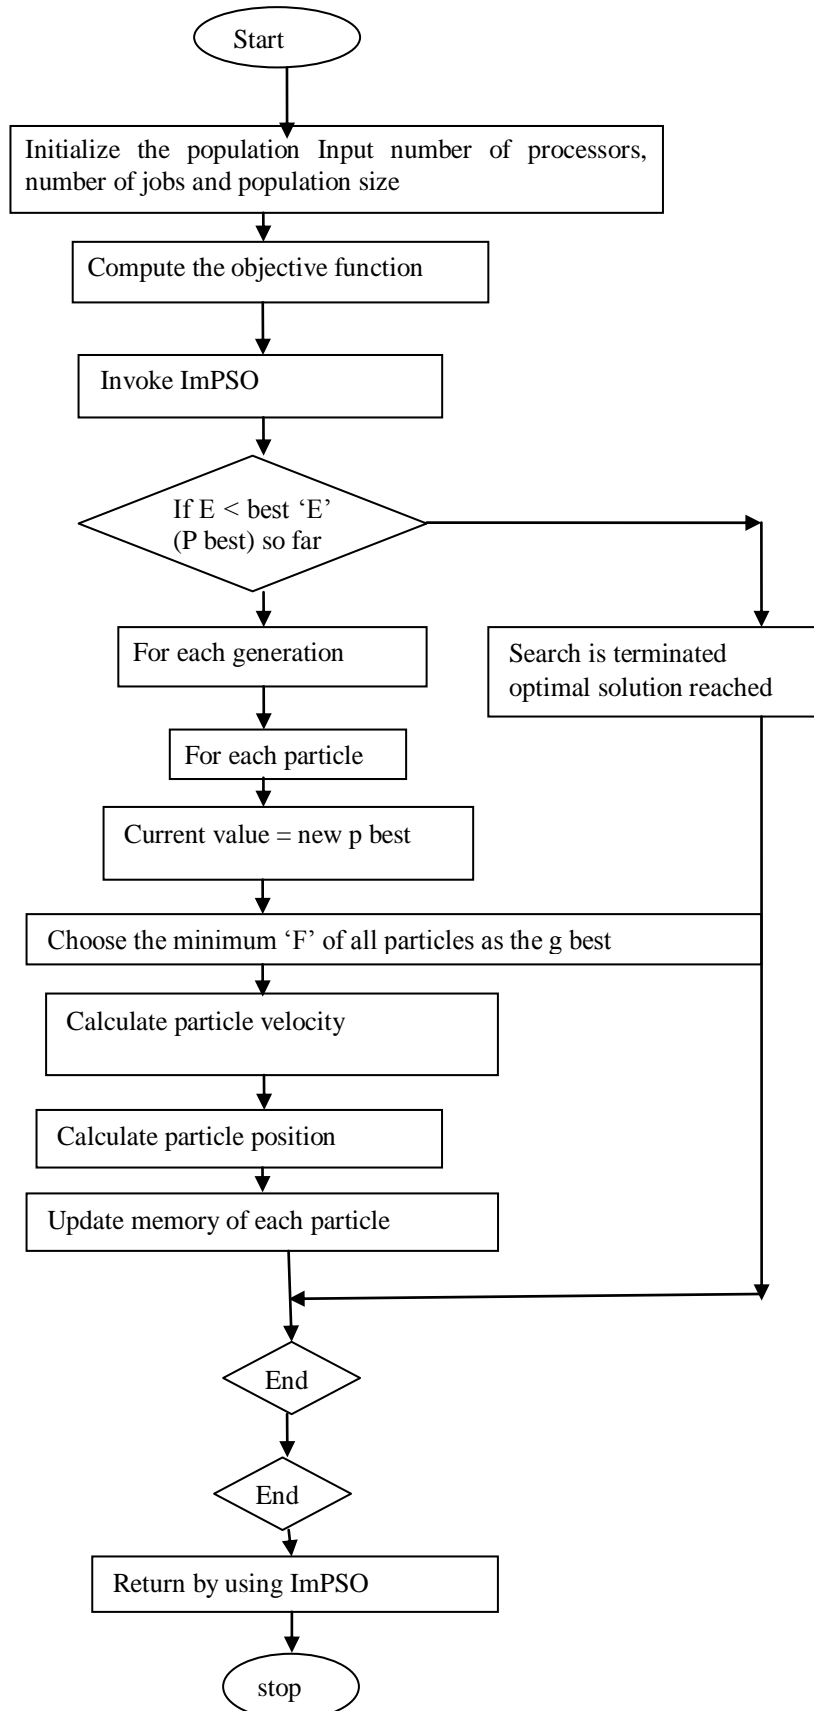 Start
Initialize the population Input number of processors,
number of jobs and population size
Compute the objective function
Invoke ImPSO
If E < best ‘E’
(P best) so far
For each generation
Search is terminated
optimal solution reached
For each particle
Current value = new p best
Choose the minimum ‘F’ of all particles as the g best
Calculate particle velocity
Calculate particle position
Update memory of each particle
End
End
Return by using ImPSO
stop